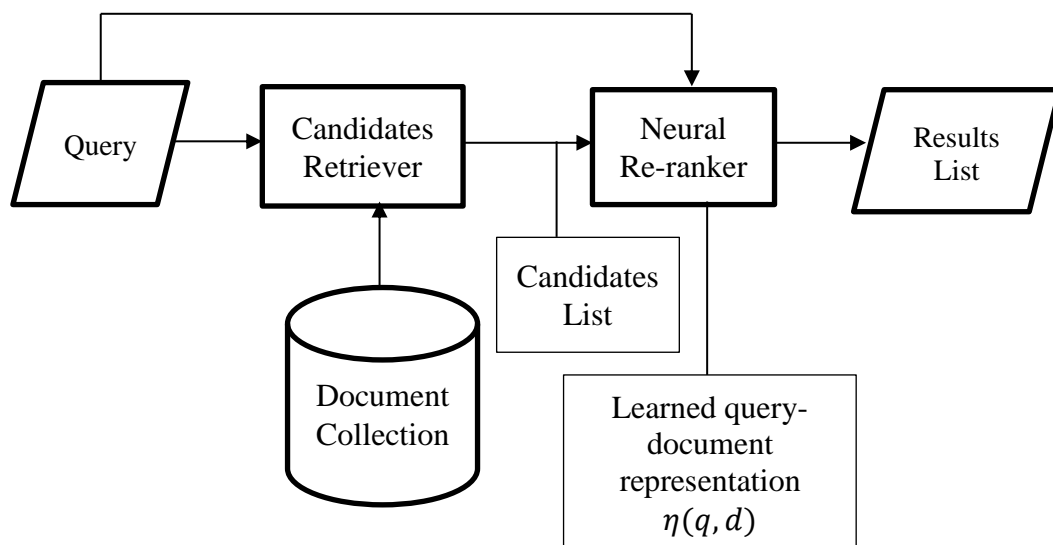 Query
Candidates
Retriever
Neural
Re-ranker
Results
List
Candidates
List
Document
Collection
Learned query-
document
representation
𝜂(𝑞, 𝑑)